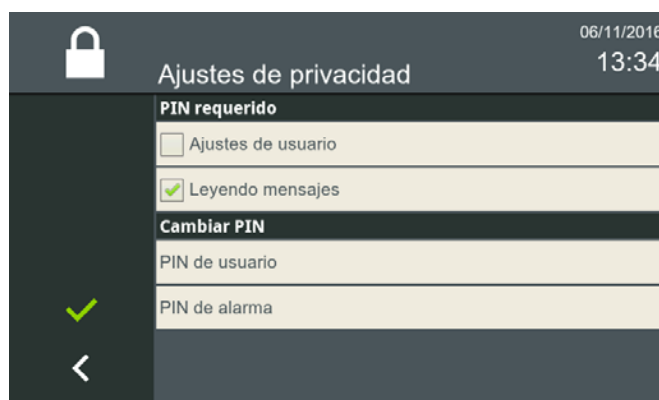 06/11/2016
13:34
Ajustes de privacidad
PIN requerido
Ajustes de usuario
Leyendo mensajes
Cambiar PIN
PIN de usuario
PIN de alarma